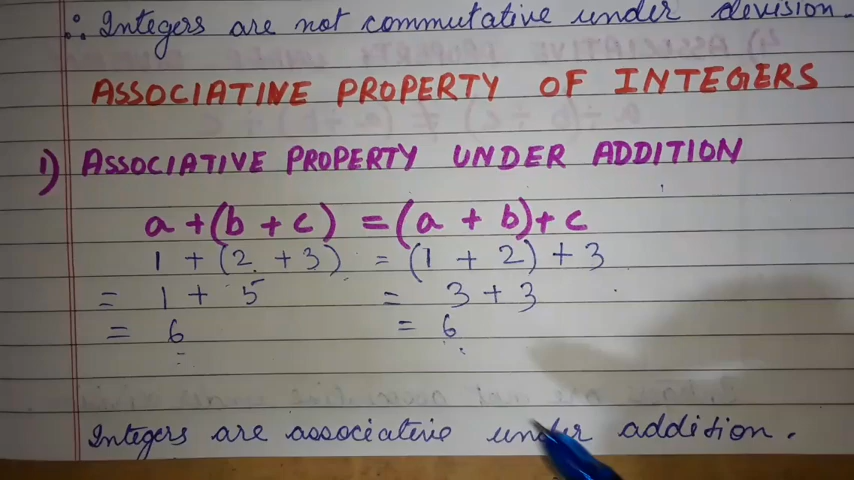 ∴ Integers are not commutative under devision.
ASSOCIATIVE PROPERTY OF INTEGERS
1) ASSOCIATIVE PROPERTY UNDER ADDITION
a + (b + c) = (a + b) + c
1 + (2 + 3) = (1 + 2) + 3
= 1 + 5 = 3 + 3
= 6 = 6
Integers are associative under addition.